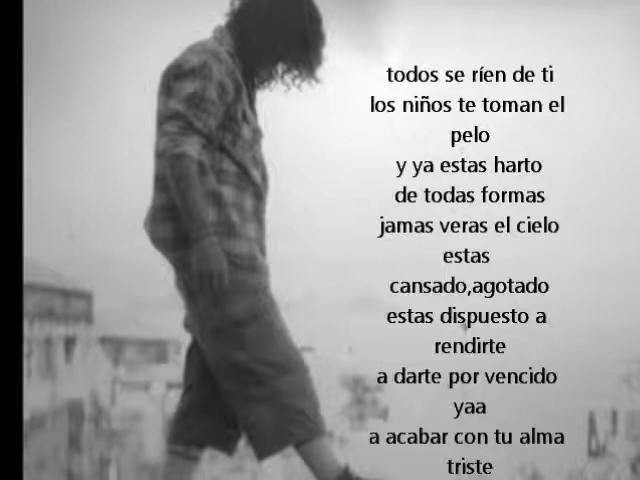 todos se ríen de ti
los niños te toman el
pelo
y ya estas harto
de todas formas
jamas veras el cielo
estas
cansado,agotado
estas dispuesto a
rendirte
a darte por vencido
yaa
a acabar con tu alma
triste